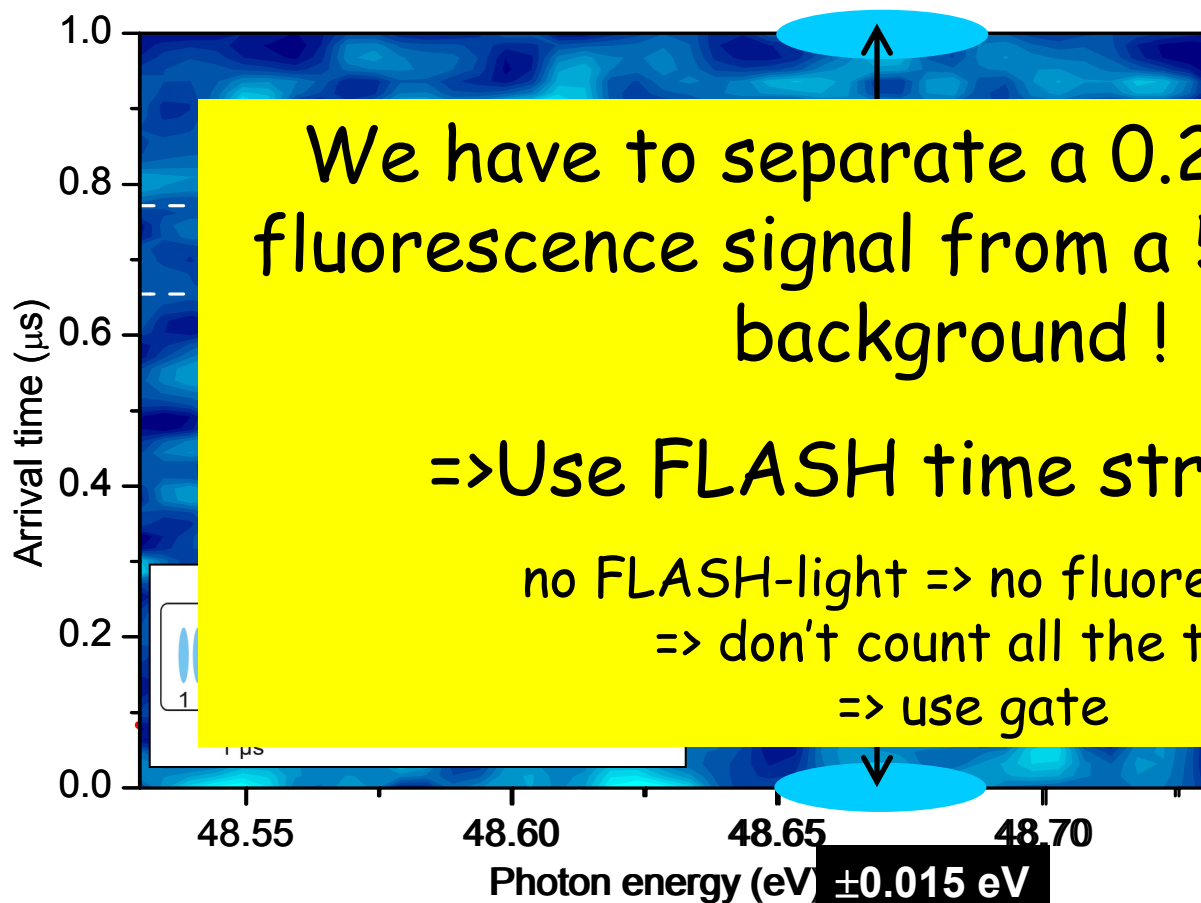 1.0
We have to separate a 0.2
0.8
fluorescence signal from a
background !
0.6
Arrival time (μs)
=>Use FLASH time str
0.4
no FLASH-light => no fluore
0.2
=> don't count all the t
1
=> use gate
1 μs
0.0
48.55 48.60 48.65 48.70
Photon energy (eV) ±0.015 eV